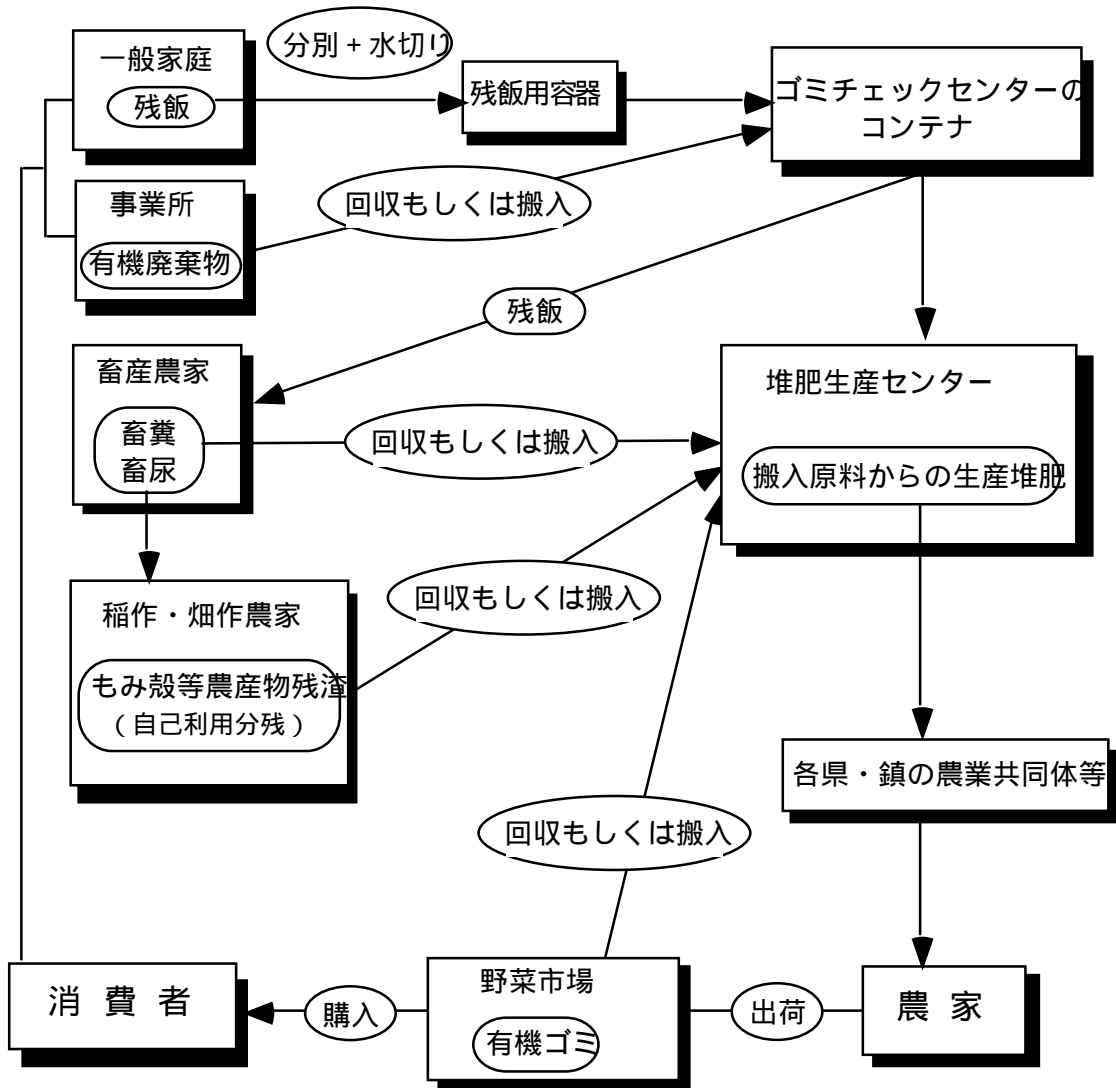 一般家庭
残飯
分別+水切り
残飯用容器
ゴミチェックセンターの
コンテナ
事業所
有機廃棄物
回収もしくは搬入
残飯
畜産農家
畜糞
畜尿
回収もしくは搬入
堆肥生産センター
搬入原料からの生産堆肥
稲作・畑作農家
もみ殻等農産物残渣
(自己利用分残)
回収もしくは搬入
各県・鎮の農業共同体等
回収もしくは搬入
消費者
購入
野菜市場
有機ゴミ
出荷
農家